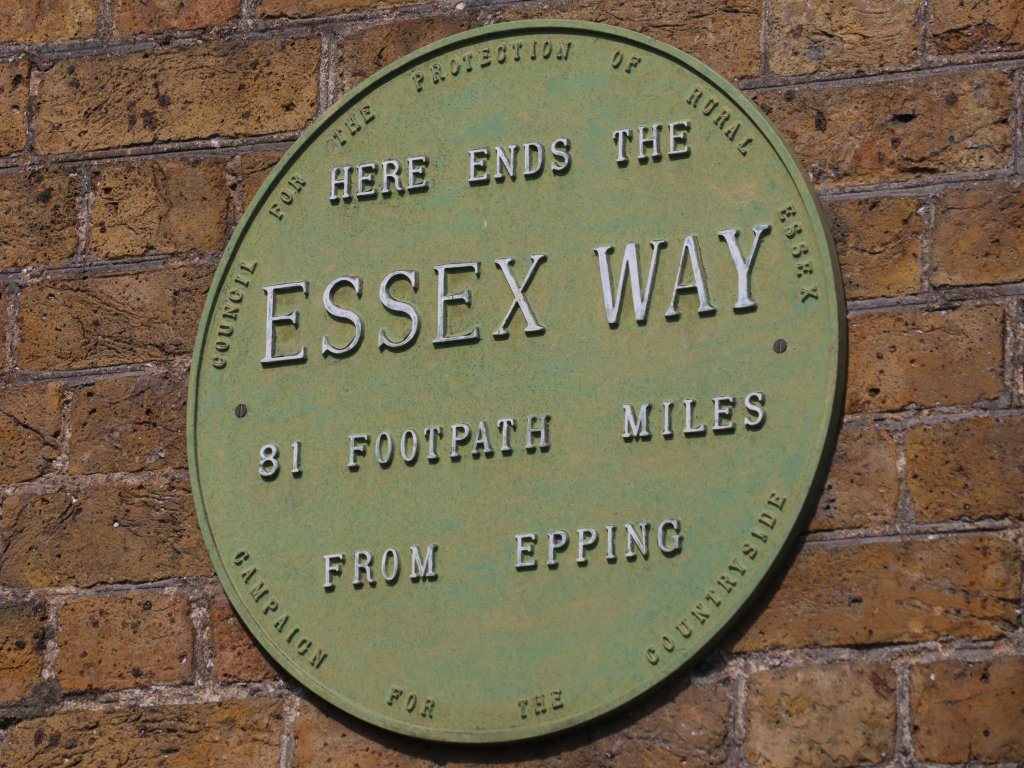 COUNCIL FOR THE PROTECTION OF RURAL ESSEX
HERE ENDS THE
ESSEX WAY
81 FOOTPATH MILES
FROM EPPING
CAMPAIGN FOR THE COUNTRYSIDE